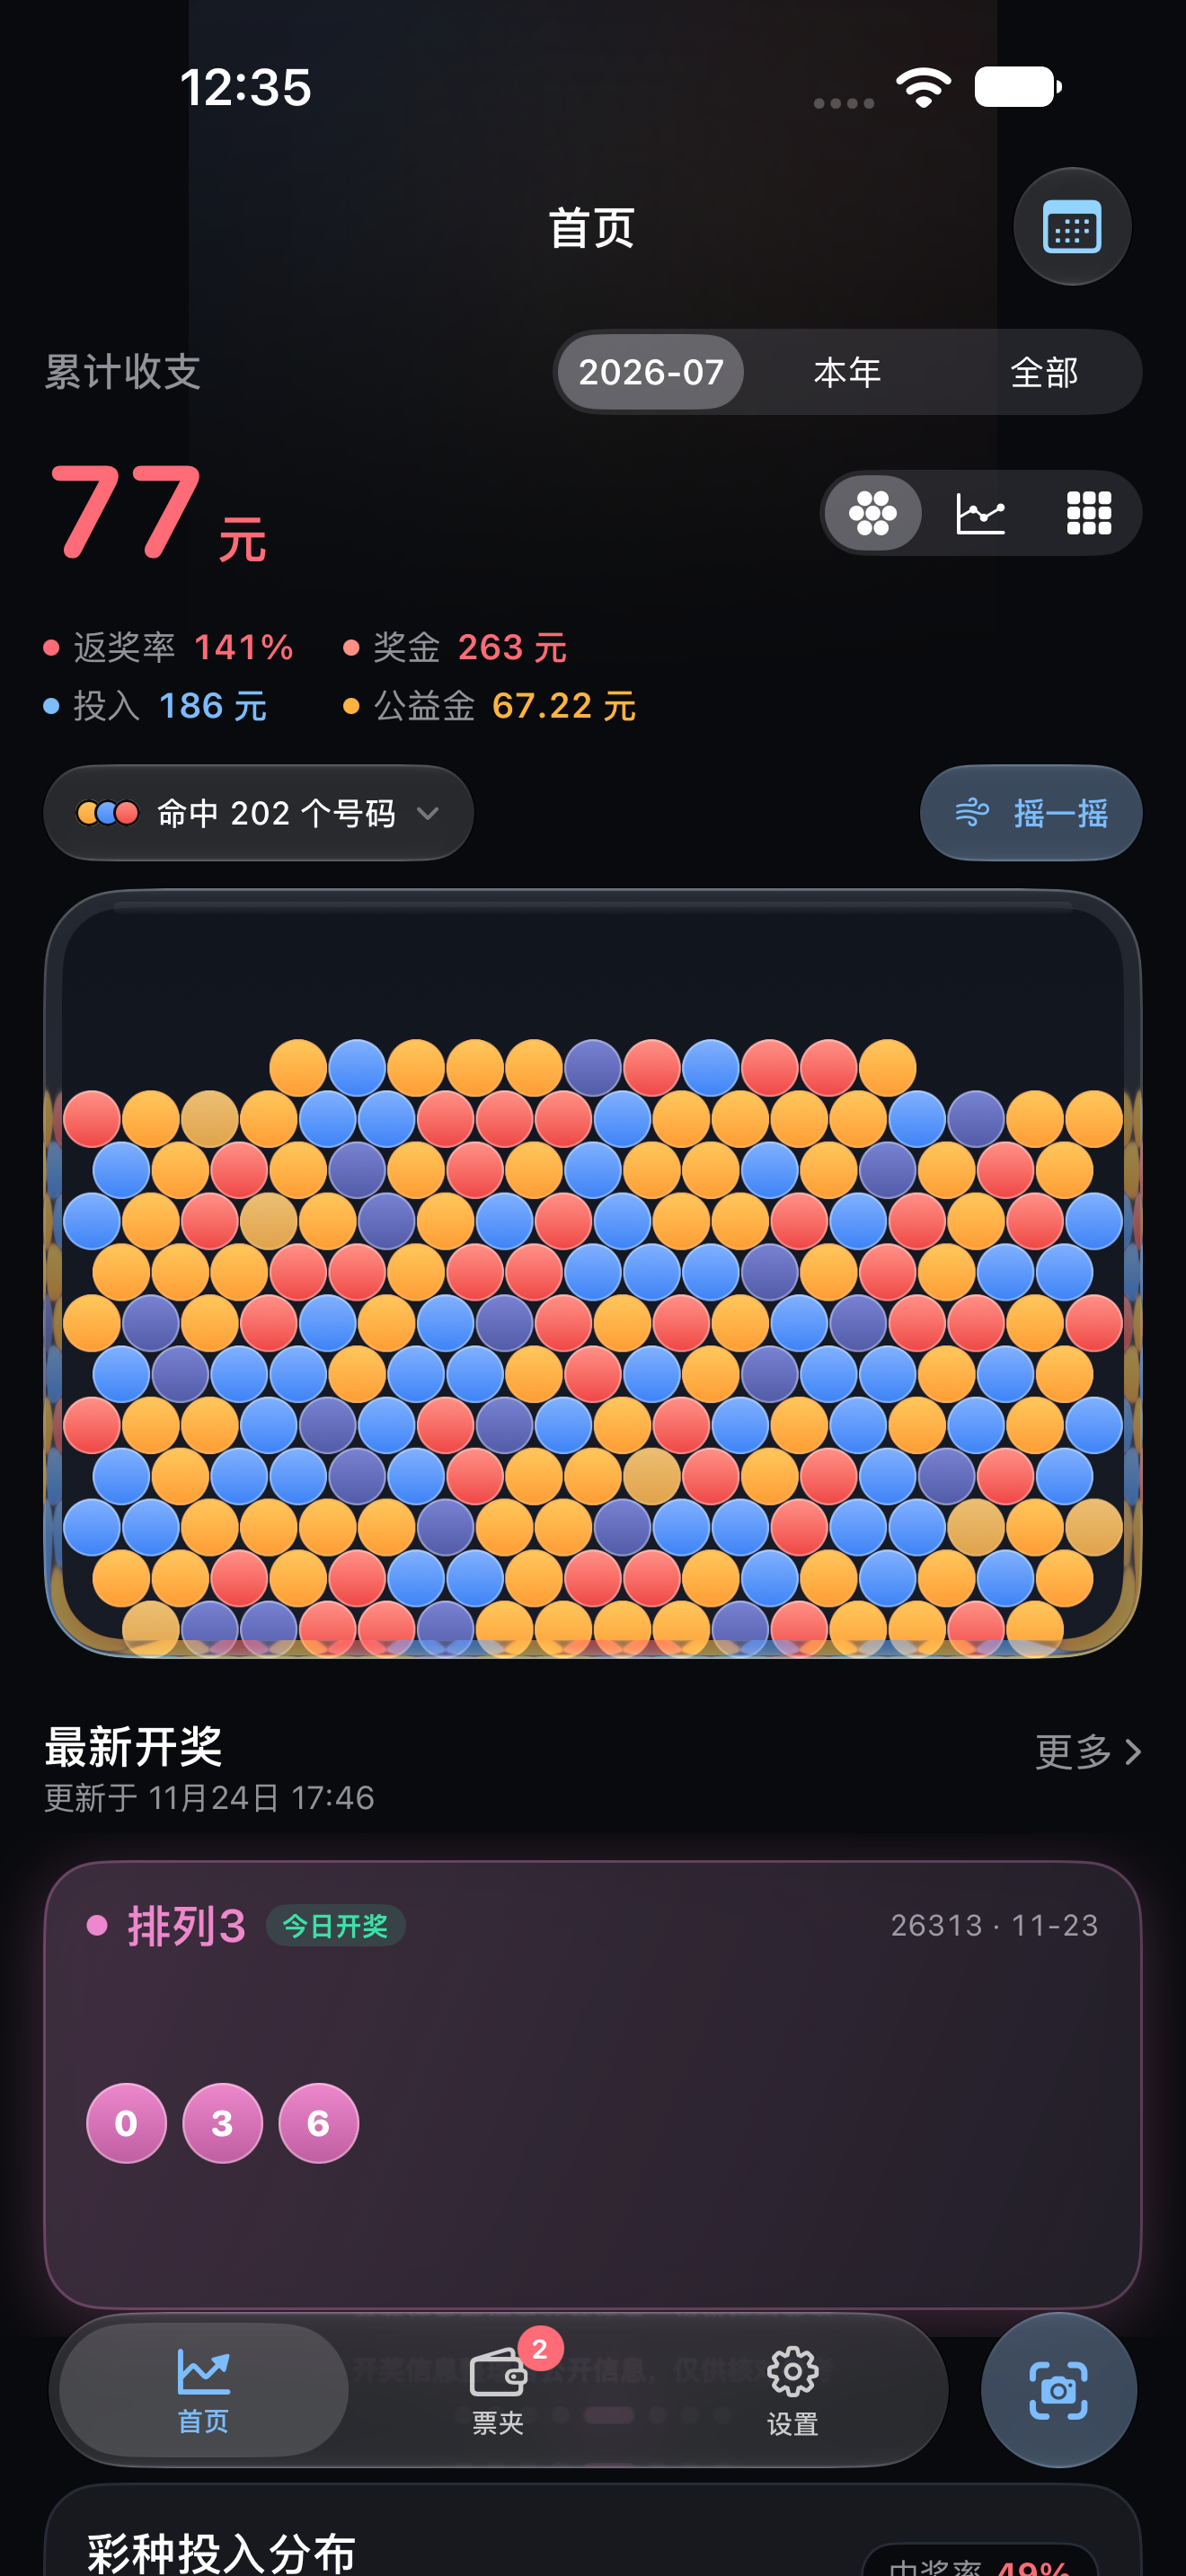 12:35
首页
累计收支
2026-07 本年 全部
77 元
返奖率 141% 奖金 263 元
投入 186 元 公益金 67.22 元
命中 202 个号码
摇一摇
最新开奖
更多
更新于 11月24日 17:46
排列3 今日开奖 26313 · 11-23
0 3 6
2
首页 票夹 设置
彩种投入分布
中奖率 49%